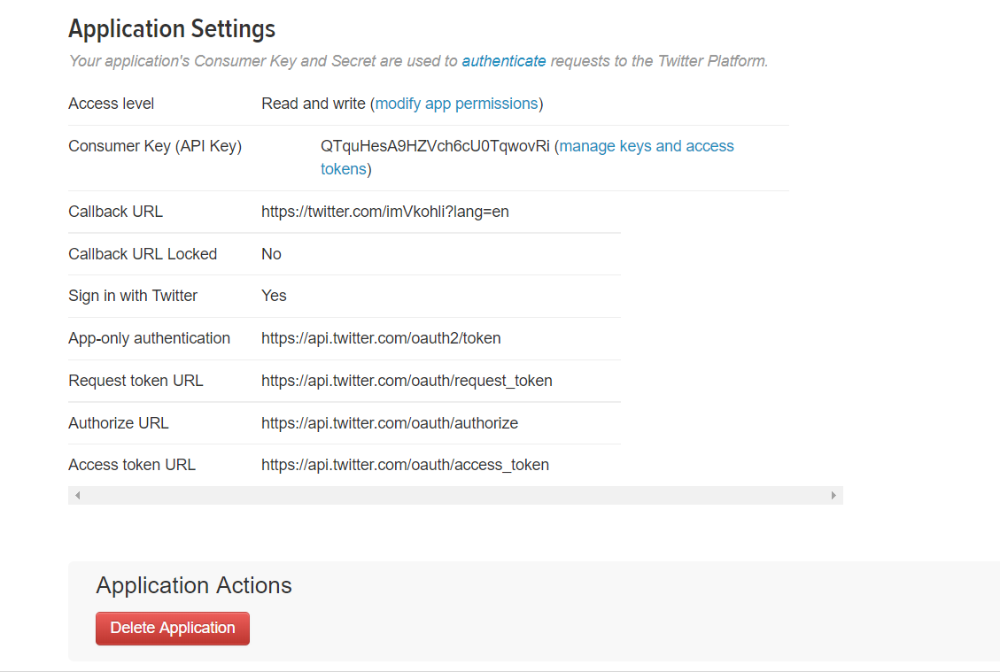 Application Settings
Your application's Consumer Key and Secret are used to authenticate requests to the Twitter Platform.
Access level Read and write (modify app permissions)
Consumer Key (API Key) QTquHesA9HZVch6cU0TqwovRi (manage keys and access
tokens)
Callback URL https://twitter.com/imVkohli?lang=en
Callback URL Locked No
Sign in with Twitter Yes
App-only authentication https://api.twitter.com/oauth2/token
Request token URL https://api.twitter.com/oauth/request_token
Authorize URL https://api.twitter.com/oauth/authorize
Access token URL https://api.twitter.com/oauth/access_token
Application Actions
Delete Application